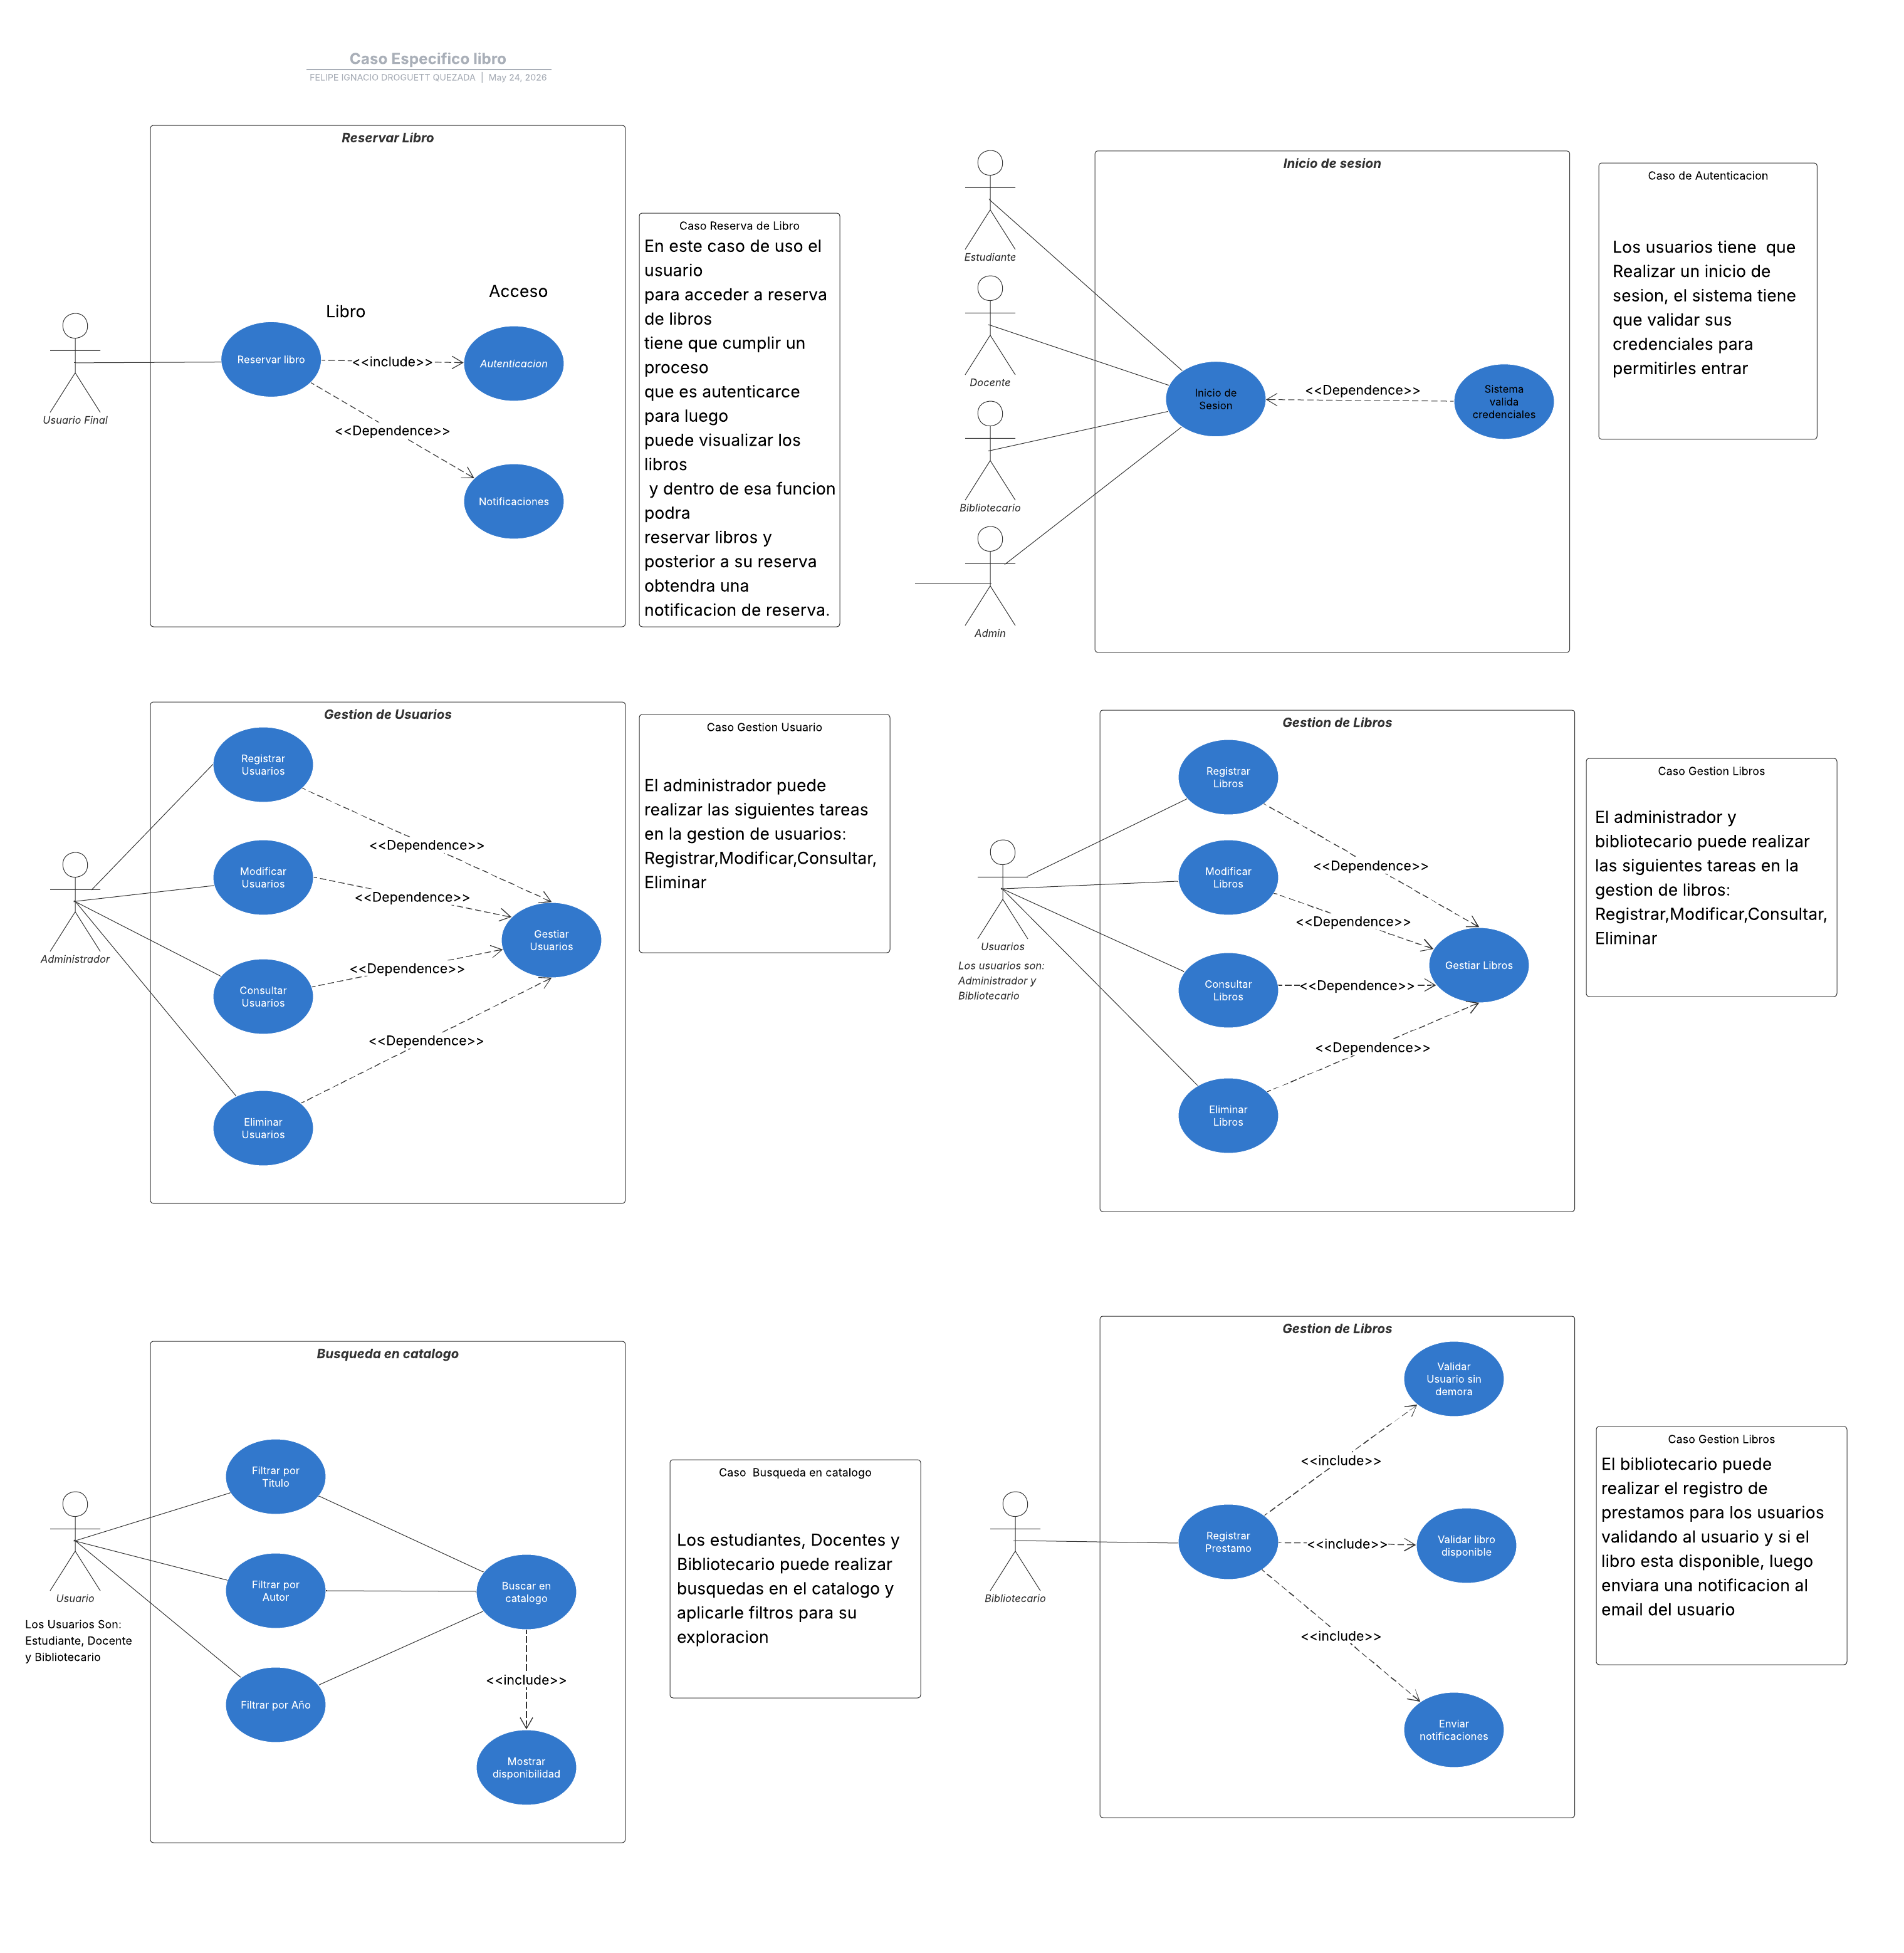 Caso Especifico libro
FELIPE IGNACIO DROGUETT QUEZADA | May 24, 2026
Reservar Libro
Libro
Acceso
Reservar libro
<<include>>
Autenticacion
<<Dependence>>
Notificaciones
Usuario Final
Caso Reserva de Libro
En este caso de uso el
usuario
para acceder a reserva
de libros
tiene que cumplir un
proceso
que es autenticarce
para luego
puede visualizar los
libros
y dentro de esa funcion
podra
reservar libros y
posterior a su reserva
obtendra una
notificacion de reserva.
Inicio de sesion
Estudiante
Docente
Bibliotecario
Admin
Inicio de
Sesion
<<Dependence>>
Sistema
valida
credenciales
Caso de Autenticacion
Los usuarios tiene  que
Realizar un inicio de
sesion, el sistema tiene
que validar sus
credenciales para
permitirles entrar
Gestion de Usuarios
Registrar
Usuarios
<<Dependence>>
Modificar
Usuarios
<<Dependence>>
Gestiar
Usuarios
Administrador
Consultar
Usuarios
<<Dependence>>
<<Dependence>>
Eliminar
Usuarios
Caso Gestion Usuario
El administrador puede
realizar las siguientes tareas
en la gestion de usuarios:
Registrar,Modificar,Consultar,
Eliminar
Gestion de Libros
Registrar
Libros
<<Dependence>>
Modificar
Libros
<<Dependence>>
Gestiar Libros
Usuarios
Los usuarios son:
Administrador y
Bibliotecario
Consultar
Libros
<<Dependence>>
<<Dependence>>
Eliminar
Libros
Caso Gestion Libros
El administrador y
bibliotecario puede realizar
las siguientes tareas en la
gestion de libros:
Registrar,Modificar,Consultar,
Eliminar
Busqueda en catalogo
Filtrar por
Titulo
Filtrar por
Autor
Buscar en
catalogo
Usuario
Los Usuarios Son:
Estudiante, Docente
y Bibliotecario
<<include>>
Filtrar por Año
Mostrar
disponibilidad
Caso  Busqueda en catalogo
Los estudiantes, Docentes y
Bibliotecario puede realizar
busquedas en el catalogo y
aplicarle filtros para su
exploracion
Gestion de Libros
Validar
Usuario sin
demora
<<include>>
Registrar
Prestamo
<<include>>
Validar libro
disponible
Bibliotecario
<<include>>
Enviar
notificaciones
Caso Gestion Libros
El bibliotecario puede
realizar el registro de
prestamos para los usuarios
validando al usuario y si el
libro esta disponible, luego
enviara una notificacion al
email del usuario